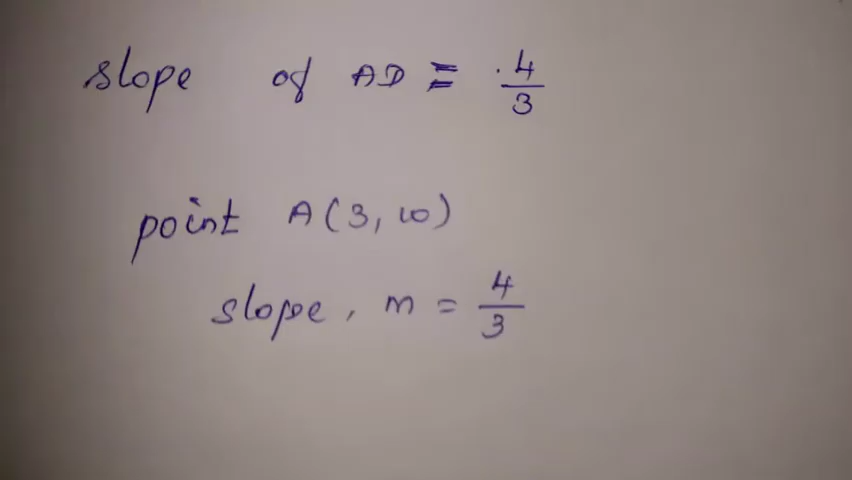 slope of AD = 4/3
point A(3, 10)
slope, m = 4/3